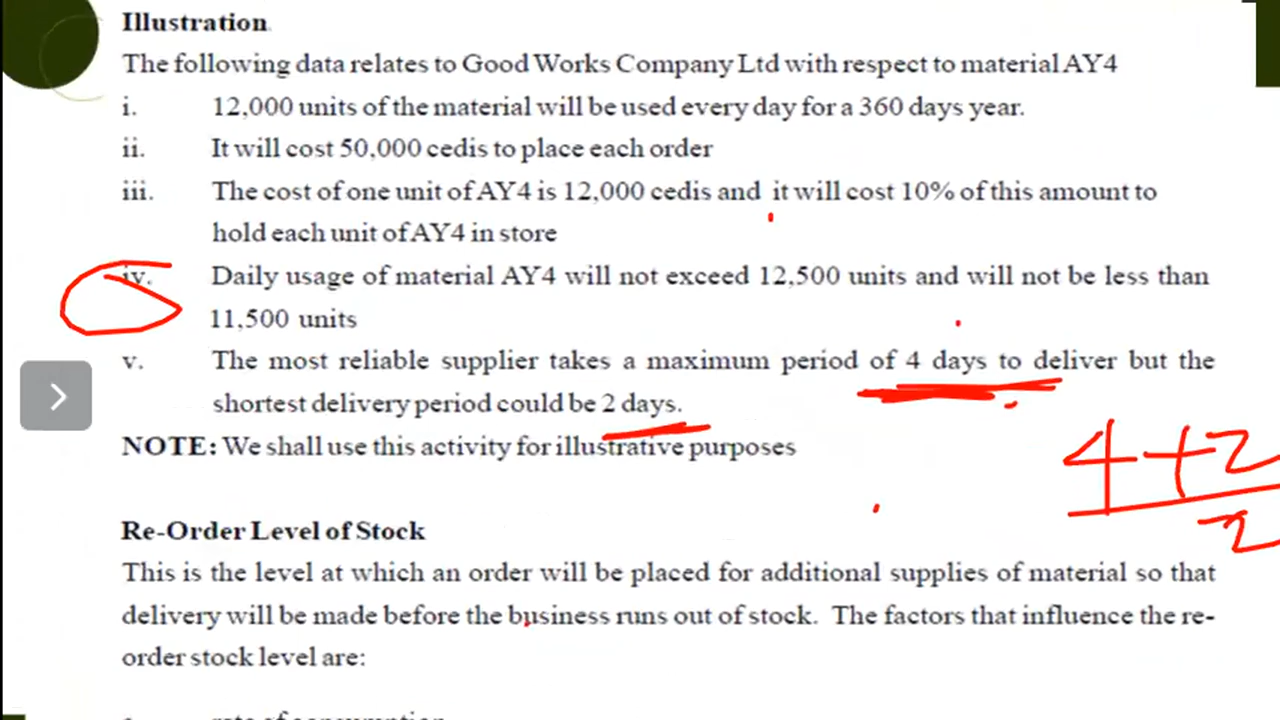 Illustration
The following data relates to Good Works Company Ltd with respect to material AY4
i. 12,000 units of the material will be used every day for a 360 days year.
ii. It will cost 50,000 cedis to place each order
iii. The cost of one unit of AY4 is 12,000 cedis and it will cost 10% of this amount to
hold each unit of AY4 in store
iv. Daily usage of material AY4 will not exceed 12,500 units and will not be less than
11,500 units
v. The most reliable supplier takes a maximum period of 4 days to deliver but the
shortest delivery period could be 2 days.
NOTE: We shall use this activity for illustrative purposes
4+2
2
Re-Order Level of Stock
This is the level at which an order will be placed for additional supplies of material so that
delivery will be made before the business runs out of stock. The factors that influence the re-
order stock level are:
rate of consumption